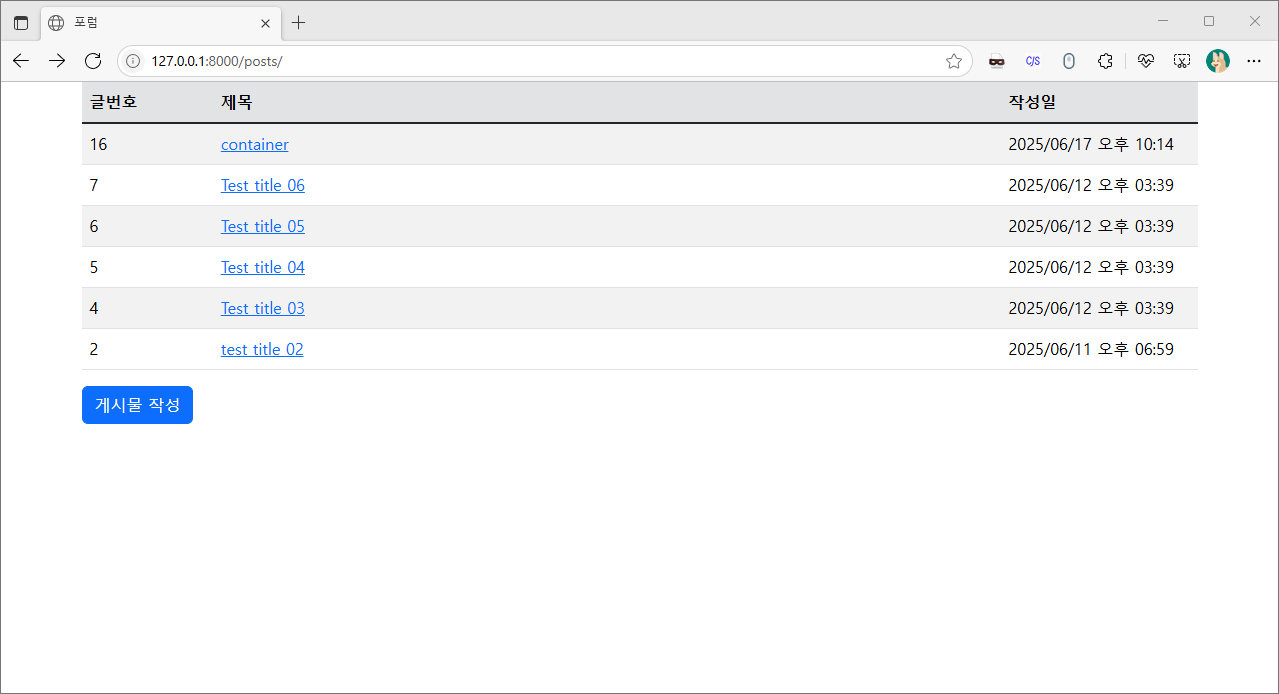 포럼
127.0.0.1:8000/posts/
C/S
글번호 제목 작성일
16 container 2025/06/17 오후 10:14
7 Test title 06 2025/06/12 오후 03:39
6 Test title 05 2025/06/12 오후 03:39
5 Test title 04 2025/06/12 오후 03:39
4 Test title 03 2025/06/12 오후 03:39
2 test title 02 2025/06/11 오후 06:59
게시물 작성